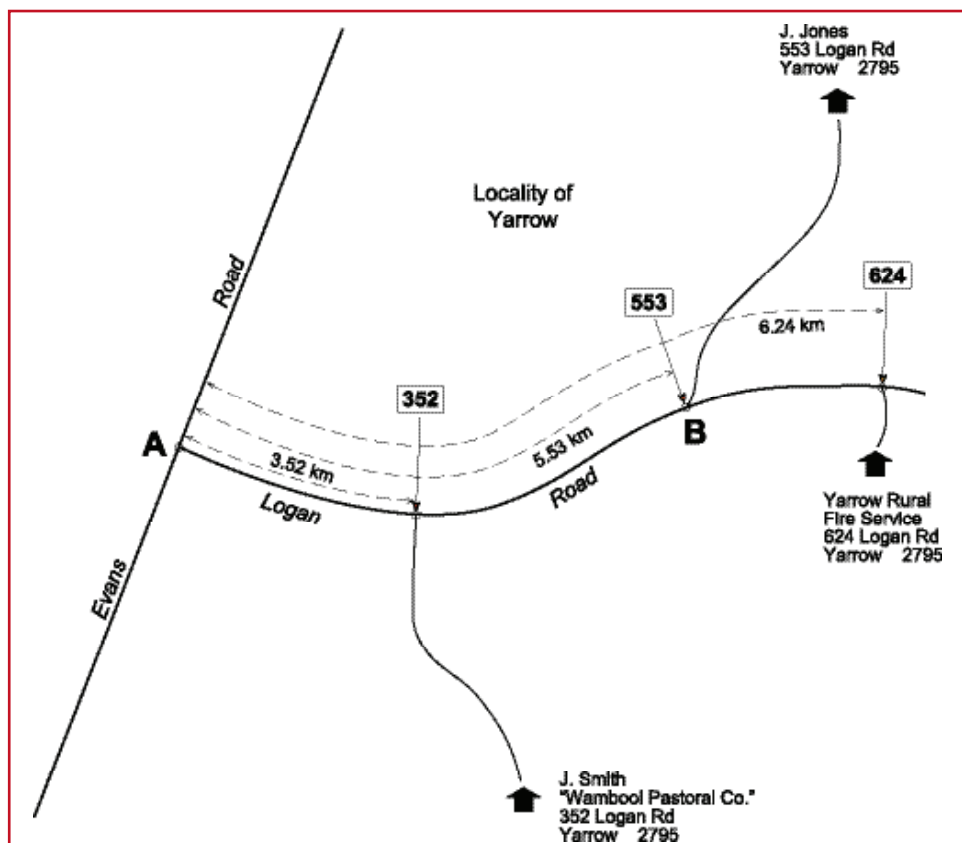 J. Jones
553 Logan Rd
Yarrow 2795
Locality of
Yarrow
Road
624
553
6.24 km
352
A
B
5.53 km
3.52 km
Logan
Road
Yarrow Rural
Fire Service
624 Logan Rd
Yarrow 2795
Evans
J. Smith
"Wambool Pastoral Co."
352 Logan Rd
Yarrow 2795